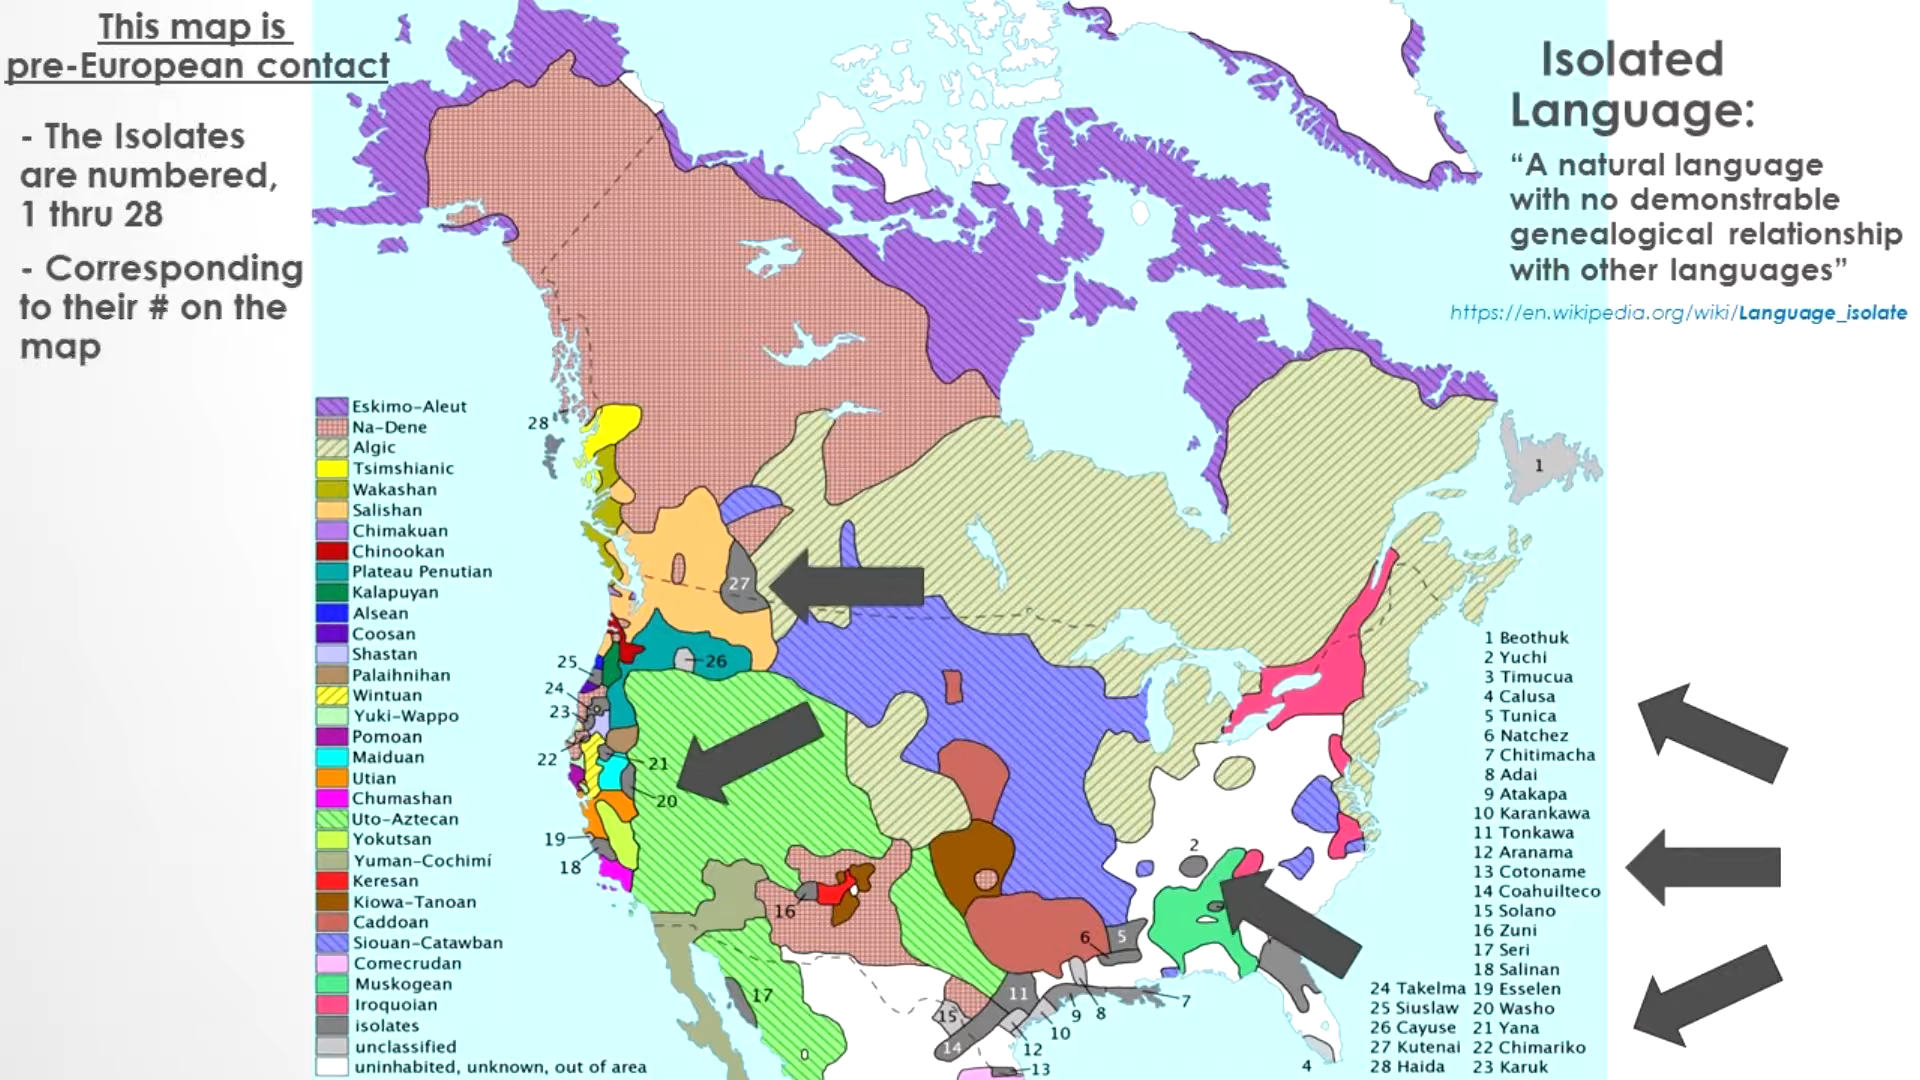 This map is
pre-European contact
- The Isolates
are numbered,
1 thru 28
- Corresponding
to their # on the
map
Isolated
Language:
“A natural language
with no demonstrable
genealogical relationship
with other languages”
https://en.wikipedia.org/wiki/Language_isolate
Eskimo-Aleut
Na-Dene
Algic
Tsimshianic
Wakashan
Salishan
Chimakuan
Chinookan
Plateau Penutian
Kalapuyan
Alsean
Coosan
Shastan
Palaihnihan
Wintuan
Yuki-Wappo
Pomoan
Maiduan
Utian
Chumashan
Uto-Aztecan
Yokutsan
Yuman-Cochimí
Keresan
Kiowa-Tanoan
Caddoan
Siouan-Catawban
Comecrudan
Muskogean
Iroquoian
isolates
unclassified
uninhabited, unknown, out of area
28
1
27
26
25
24
23
22
21
20
19
18
16
2
6
5
17
15
11
14
7
8
9
10
12
13
0
4
1 Beothuk
2 Yuchi
3 Timucua
4 Calusa
5 Tunica
6 Natchez
7 Chitimacha
8 Adai
9 Atakapa
10 Karankawa
11 Tonkawa
12 Aranama
13 Cotoname
14 Coahuilteco
15 Solano
16 Zuni
17 Seri
18 Salinan
24 Takelma 19 Esselen
25 Siuslaw 20 Washo
26 Cayuse 21 Yana
27 Kutenai 22 Chimariko
28 Haida 23 Karuk